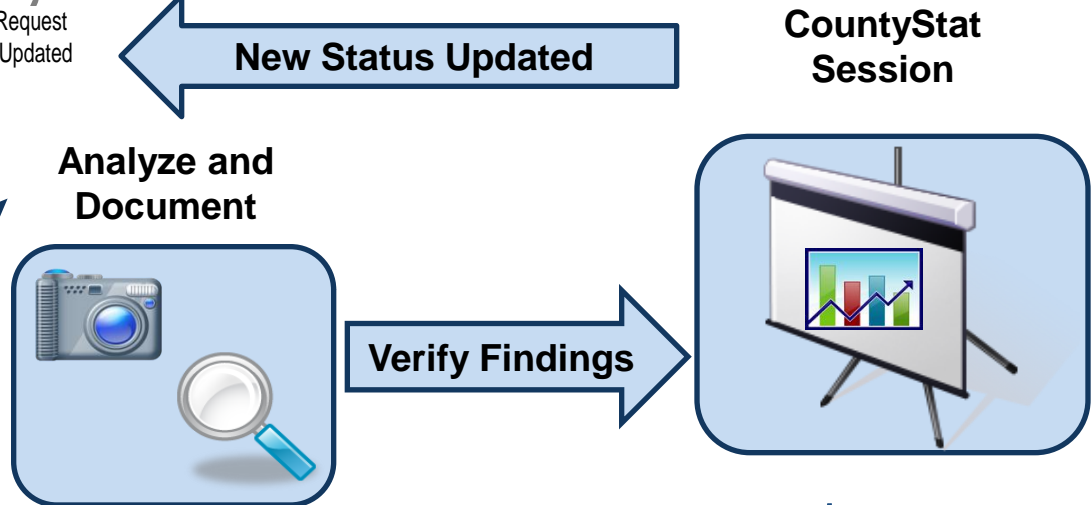 Request
Updated
New Status Updated
CountyStat
Session
Analyze and
Document
Verify Findings